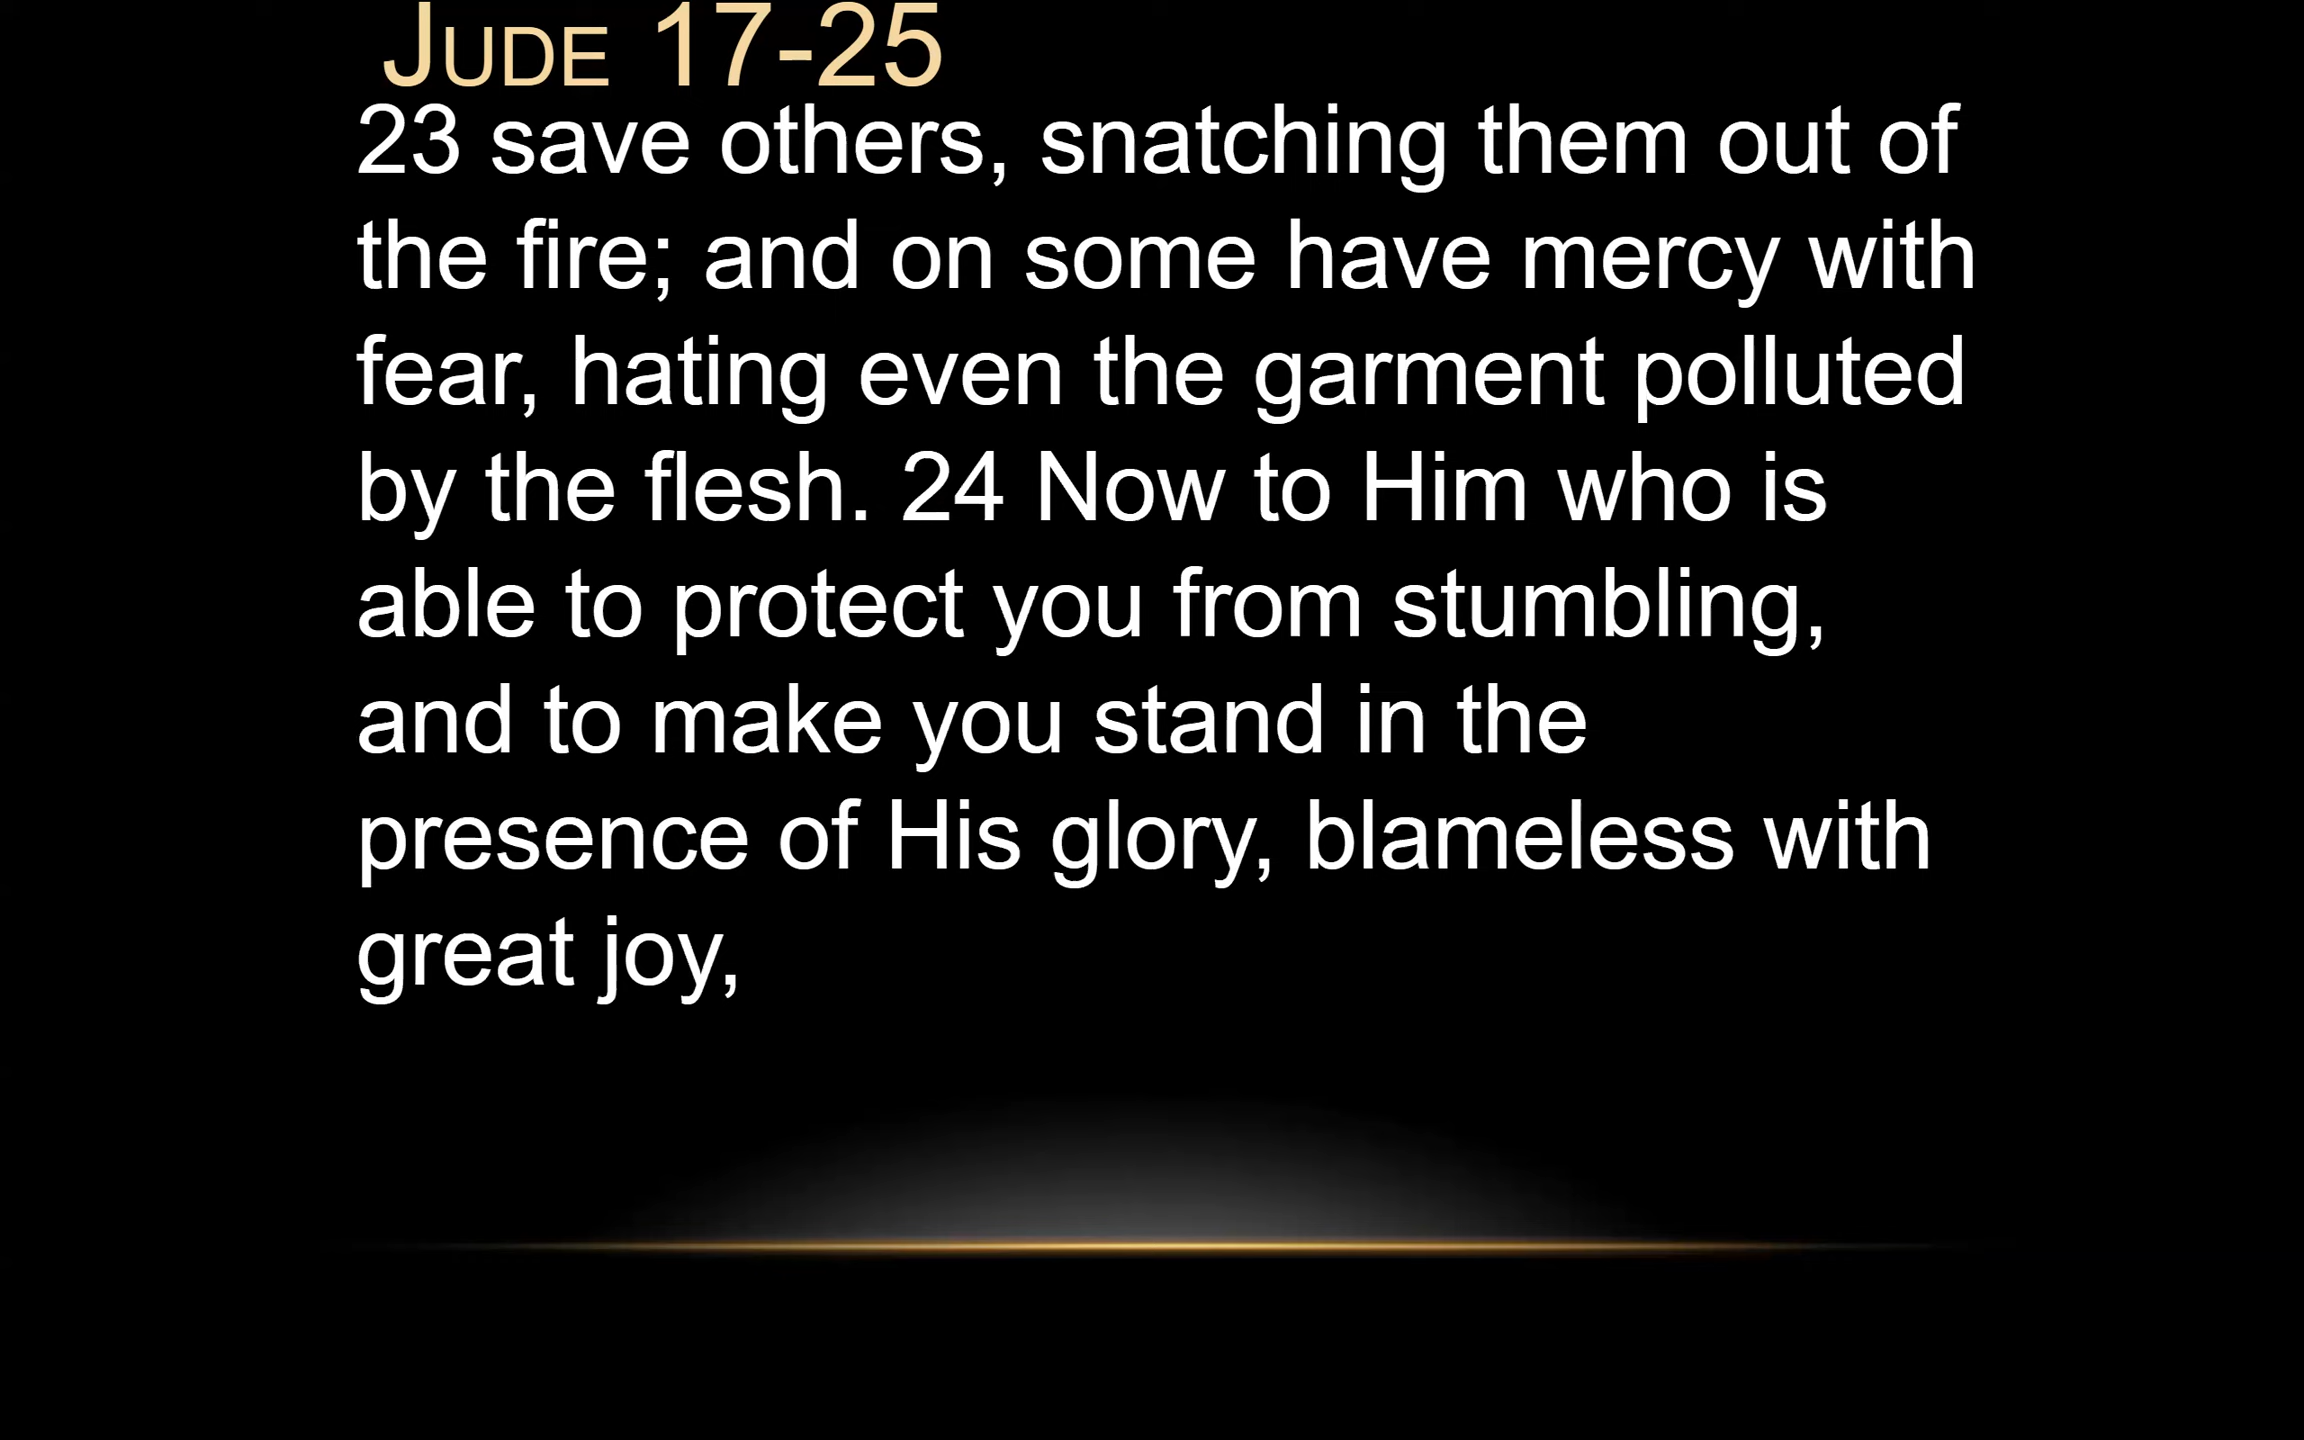 Jude 17-25
23 save others, snatching them out of
the fire; and on some have mercy with
fear, hating even the garment polluted
by the flesh. 24 Now to Him who is
able to protect you from stumbling,
and to make you stand in the
presence of His glory, blameless with
great joy,